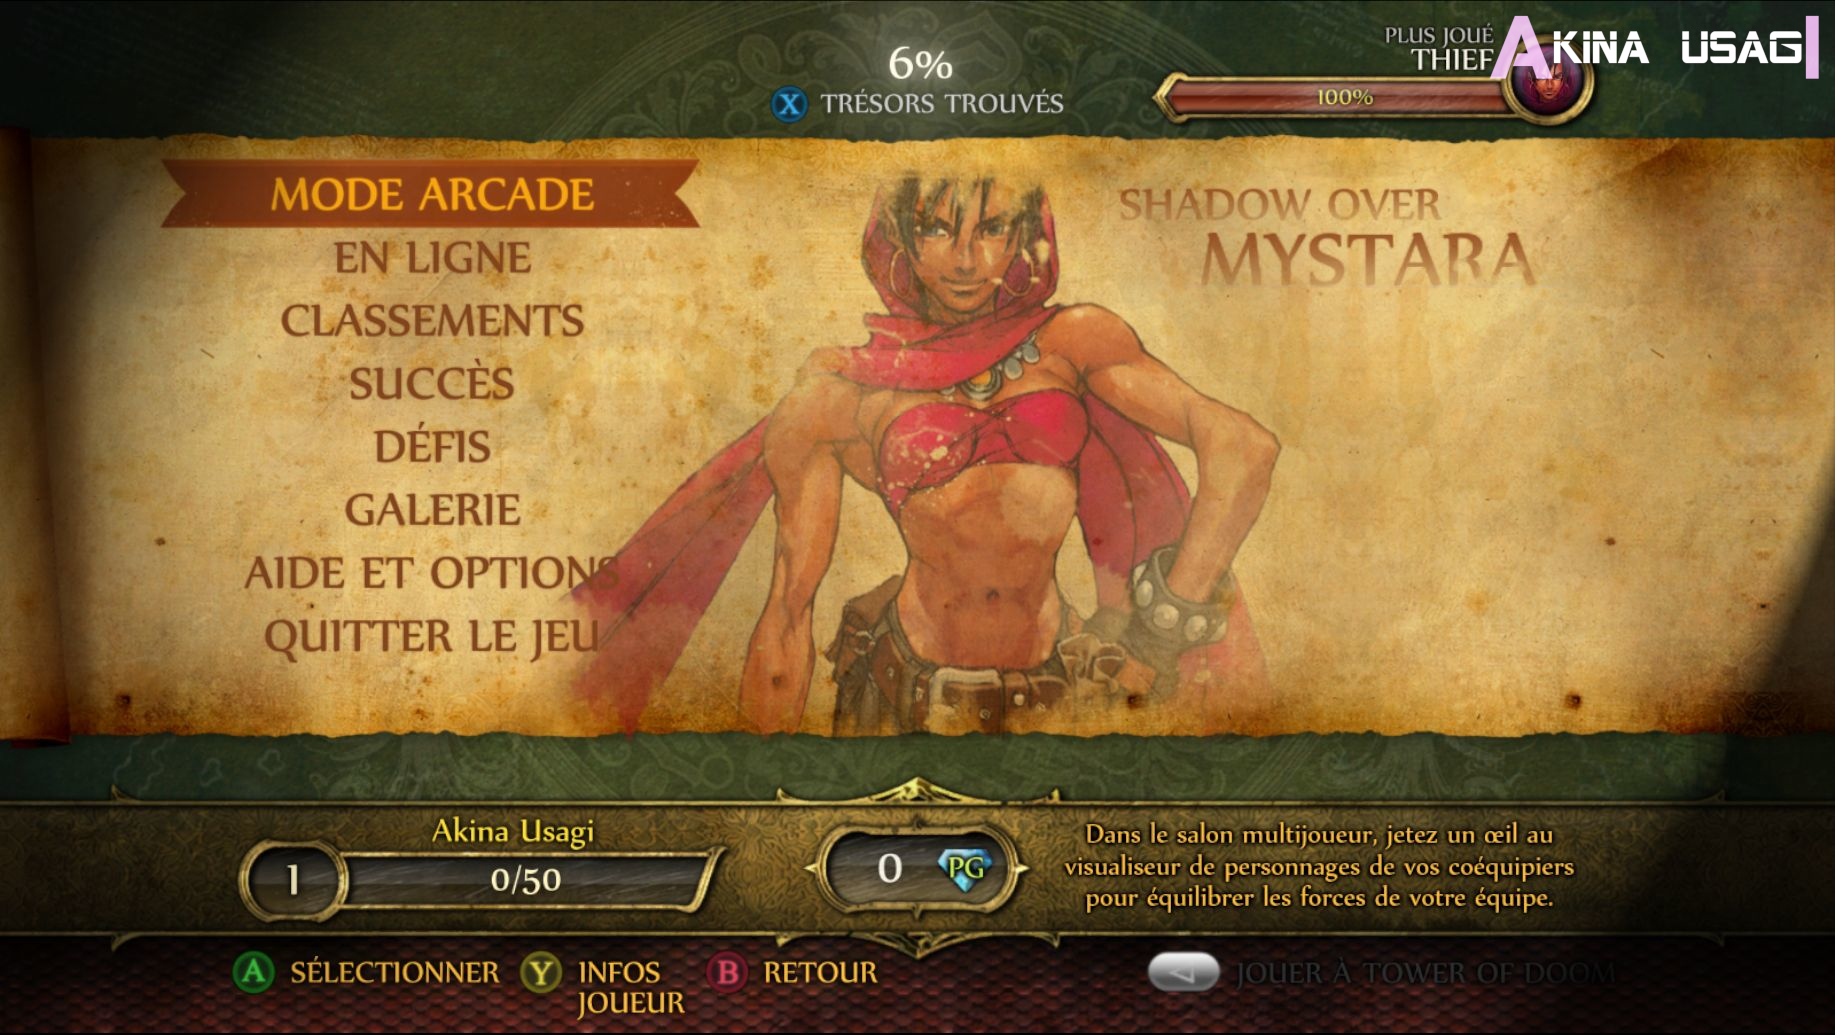 6%
X TRÉSORS TROUVÉS
PLUS JOUÉ
THIEF
AKINA USAGI
100%
MODE ARCADE
EN LIGNE
CLASSEMENTS
SUCCÈS
DÉFIS
GALERIE
AIDE ET OPTIONS
QUITTER LE JEU
SHADOW OVER
MYSTARA
Akina Usagi
1
0/50
0 PG
Dans le salon multijoueur, jetez un œil au
visualiseur de personnages de vos coéquipiers
pour équilibrer les forces de votre équipe.
A SÉLECTIONNER
Y INFOS
JOUEUR
B RETOUR
JOUER À TOWER OF DOOM